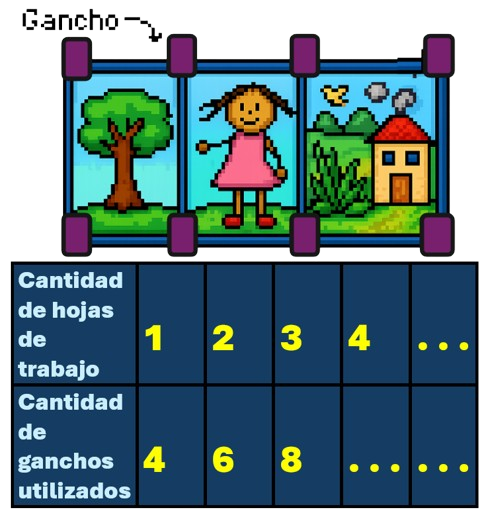 Gancho
Cantidad
de hojas
de
trabajo
1 2 3 4 ...
Cantidad
de
ganchos
utilizados
4 6 8 ... ...